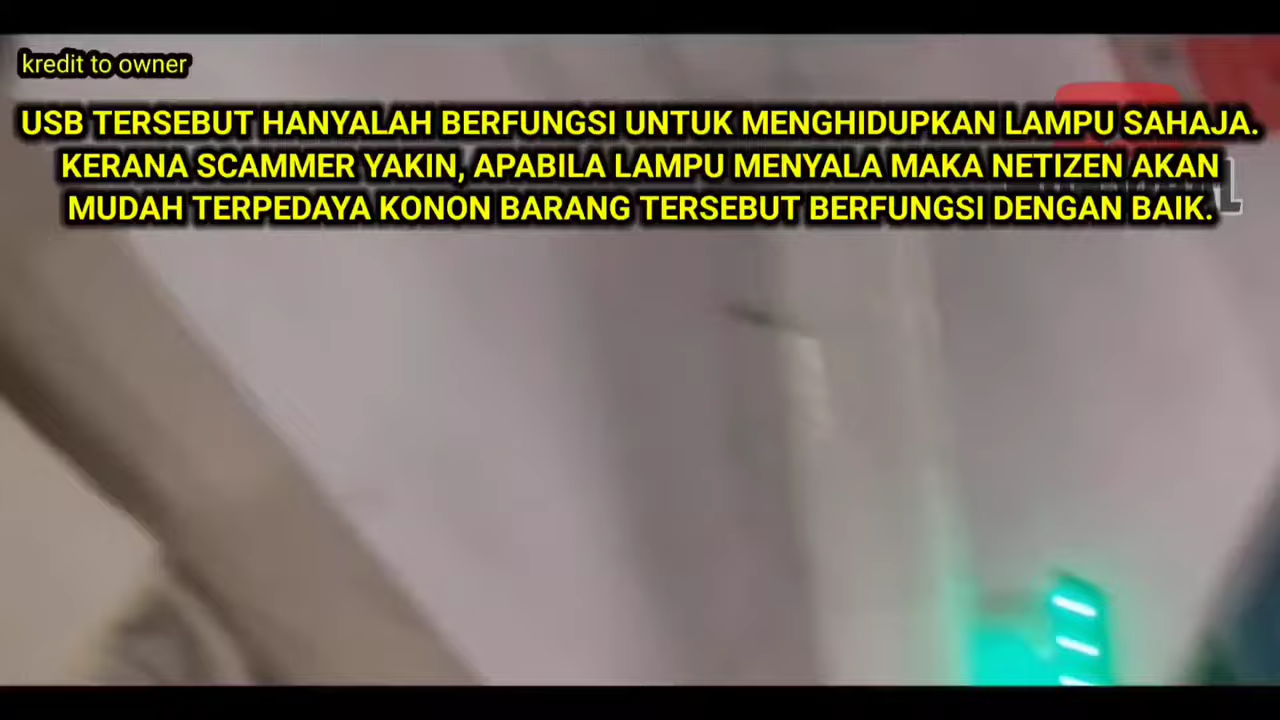 kredit to owner
USB TERSEBUT HANYALAH BERFUNGSI UNTUK MENGHIDUPKAN LAMPU SAHAJA.
KERANA SCAMMER YAKIN, APABILA LAMPU MENYALA MAKA NETIZEN AKAN
MUDAH TERPEDAYA KONON BARANG TERSEBUT BERFUNGSI DENGAN BAIK.